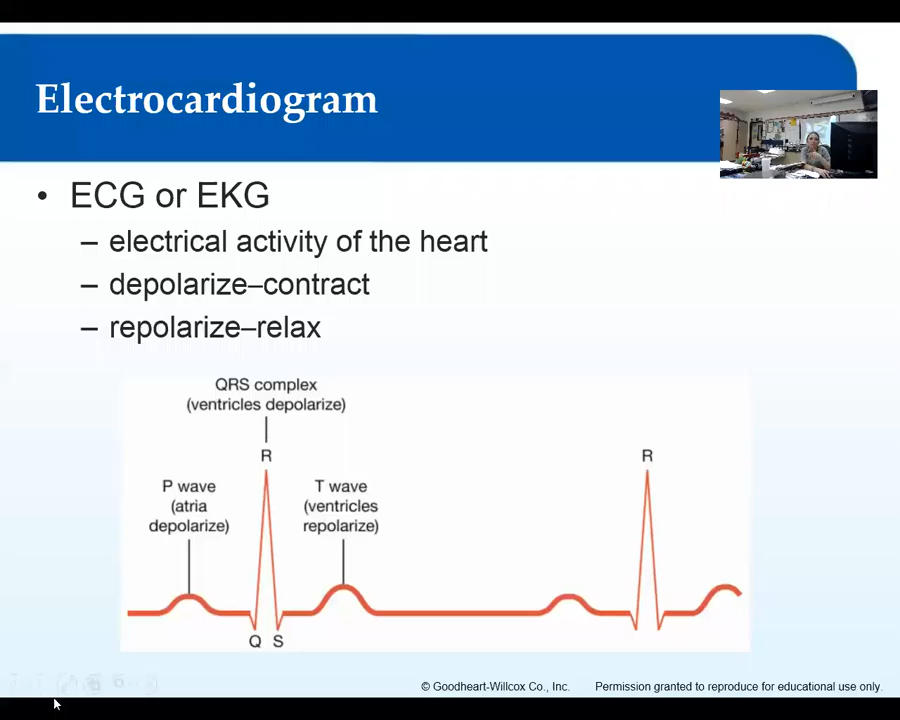 Electrocardiogram
• ECG or EKG
– electrical activity of the heart
– depolarize–contract
– repolarize–relax
QRS complex
(ventricles depolarize)
R
R
P wave
(atria
depolarize)
T wave
(ventricles
repolarize)
Q S
© Goodheart-Willcox Co., Inc. Permission granted to reproduce for educational use only.